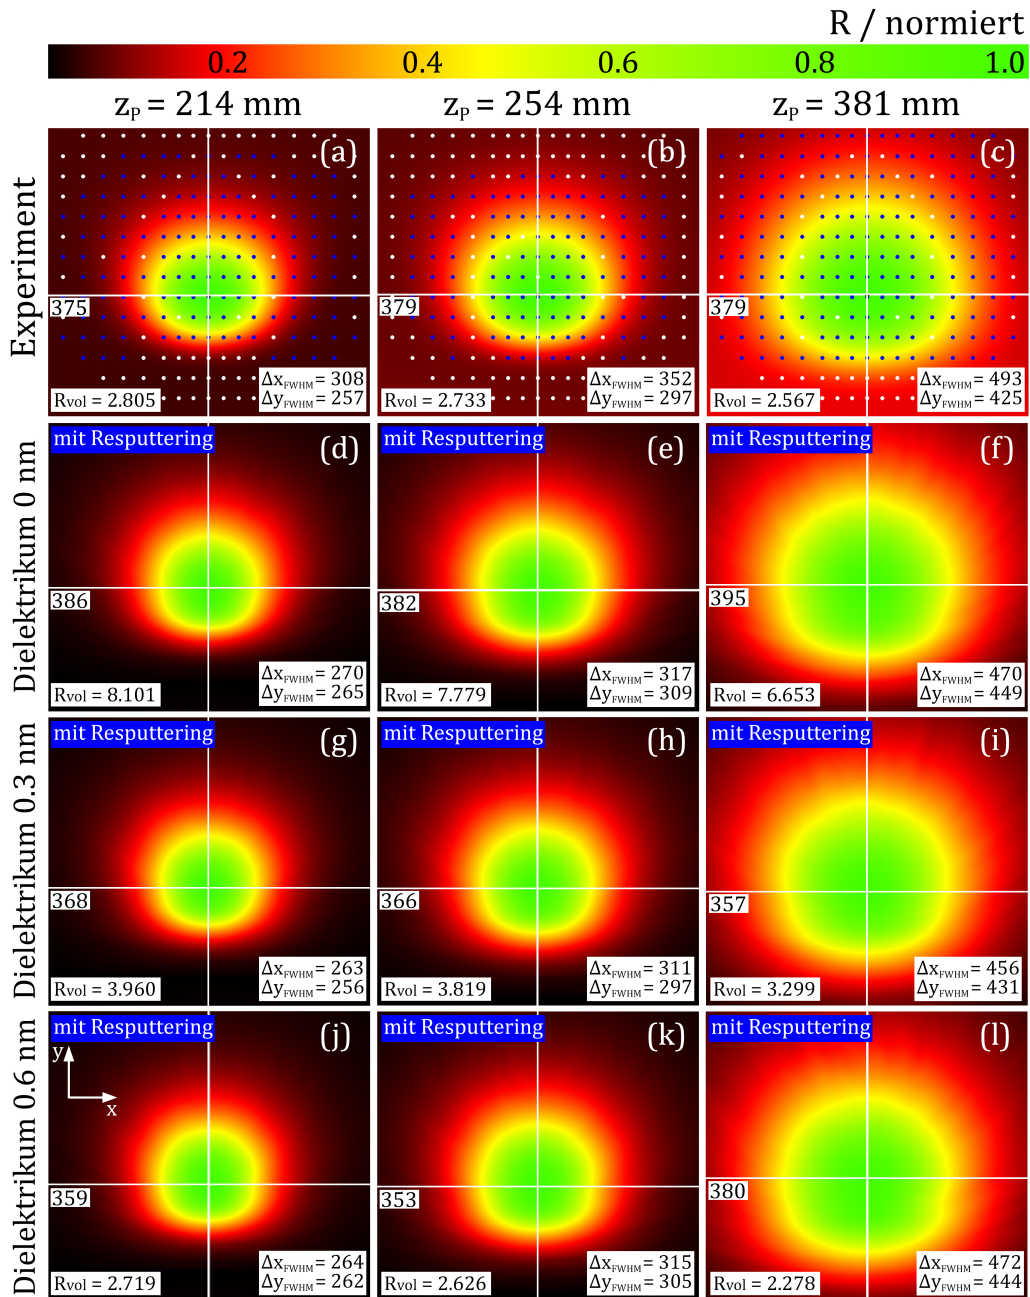 R / normiert
0.2 0.4 0.6 0.8 1.0
z_P = 214 mm z_P = 254 mm z_P = 381 mm
Experiment
(a)
375
Rvol = 2.805
Δx_FWHM = 308
Δy_FWHM = 257
(b)
379
Rvol = 2.733
Δx_FWHM = 352
Δy_FWHM = 297
(c)
379
Rvol = 2.567
Δx_FWHM = 493
Δy_FWHM = 425
Dielektrikum 0 nm
mit Resputtering
(d)
386
Rvol = 8.101
Δx_FWHM = 270
Δy_FWHM = 265
mit Resputtering
(e)
382
Rvol = 7.779
Δx_FWHM = 317
Δy_FWHM = 309
mit Resputtering
(f)
395
Rvol = 6.653
Δx_FWHM = 470
Δy_FWHM = 449
Dielektrikum 0.3 nm
mit Resputtering
(g)
368
Rvol = 3.960
Δx_FWHM = 263
Δy_FWHM = 256
mit Resputtering
(h)
366
Rvol = 3.819
Δx_FWHM = 311
Δy_FWHM = 297
mit Resputtering
(i)
357
Rvol = 3.299
Δx_FWHM = 456
Δy_FWHM = 431
Dielektrikum 0.6 nm
mit Resputtering
(j)
y
x
359
Rvol = 2.719
Δx_FWHM = 264
Δy_FWHM = 262
mit Resputtering
(k)
353
Rvol = 2.626
Δx_FWHM = 315
Δy_FWHM = 305
mit Resputtering
(l)
380
Rvol = 2.278
Δx_FWHM = 472
Δy_FWHM = 444